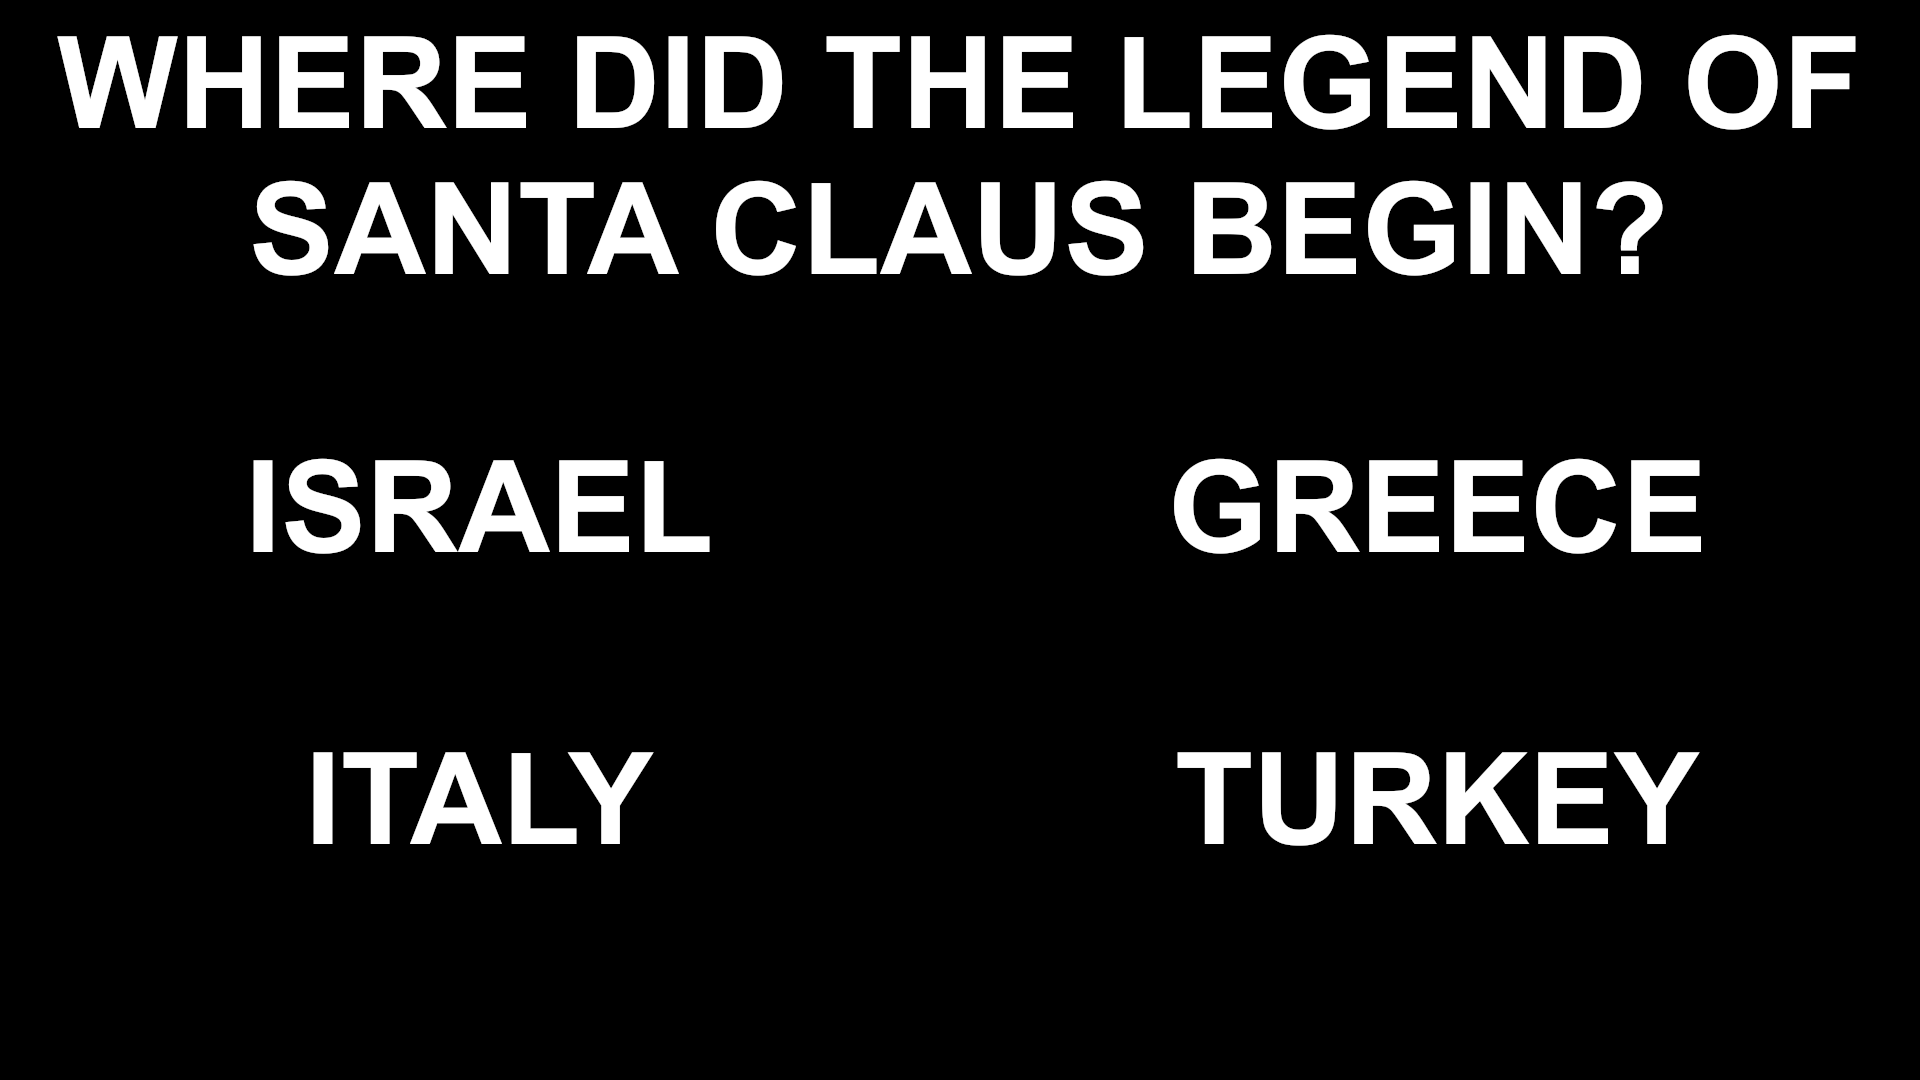 WHERE DID THE LEGEND OF
SANTA CLAUS BEGIN?
ISRAEL
GREECE
ITALY
TURKEY